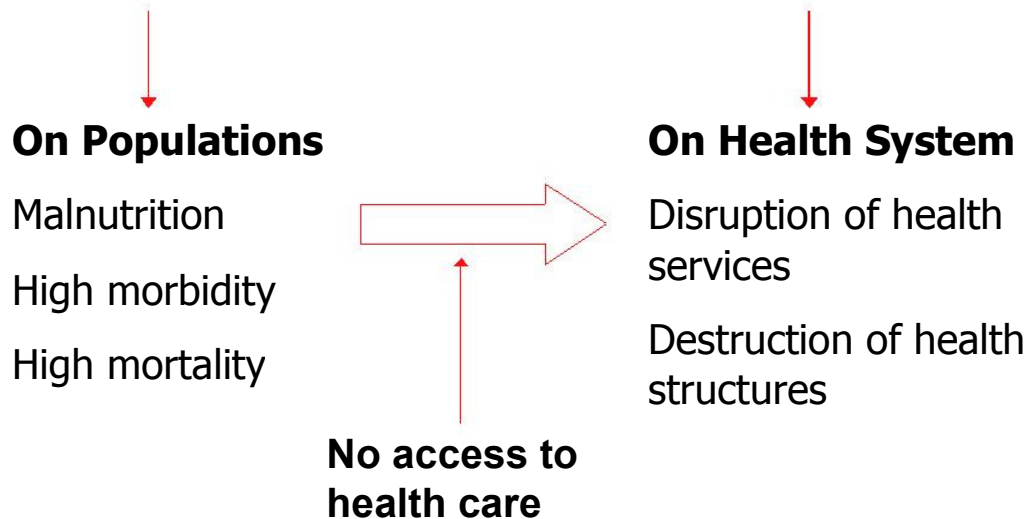 On Populations
Malnutrition
High morbidity
High mortality
On Health System
Disruption of health
services
Destruction of health
structures
No access to
health care